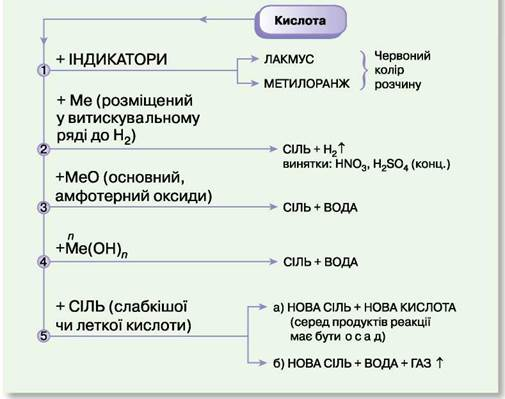 Кислота
1 + ІНДИКАТОРИ
ЛАКМУС
МЕТИЛОРАНЖ
Червоний
колір
розчину
+ Ме (розміщений
у витискувальному
ряді до H₂)
2
СІЛЬ + H₂↑
винятки: HNO₃, H₂SO₄ (конц.)
+MeO (основний,
амфотерний оксиди)
3
СІЛЬ + ВОДА
n
+Me(OH)ₙ
4
СІЛЬ + ВОДА
+ СІЛЬ (слабкішої
чи леткої кислоти)
5
а) НОВА СІЛЬ + НОВА КИСЛОТА
(серед продуктів реакції
має бути о с а д)
б) НОВА СІЛЬ + ВОДА + ГАЗ ↑